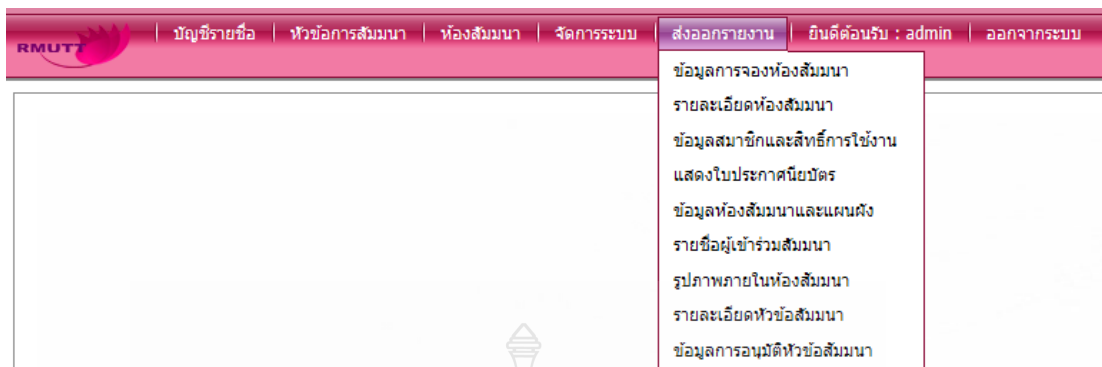 RMUTT บัญชีรายชื่อ หัวข้อการสัมมนา ห้องสัมมนา จัดการระบบ ส่งออกรายงาน ยินดีต้อนรับ : admin ออกจากระบบ
ข้อมูลการจองห้องสัมมนา
รายละเอียดห้องสัมมนา
ข้อมูลสมาชิกและสิทธิ์การใช้งาน
แสดงใบประกาศนียบัตร
ข้อมูลห้องสัมมนาและแผนผัง
รายชื่อผู้เข้าร่วมสัมมนา
รูปภาพภายในห้องสัมมนา
รายละเอียดหัวข้อสัมมนา
ข้อมูลการอนุมัติหัวข้อสัมมนา